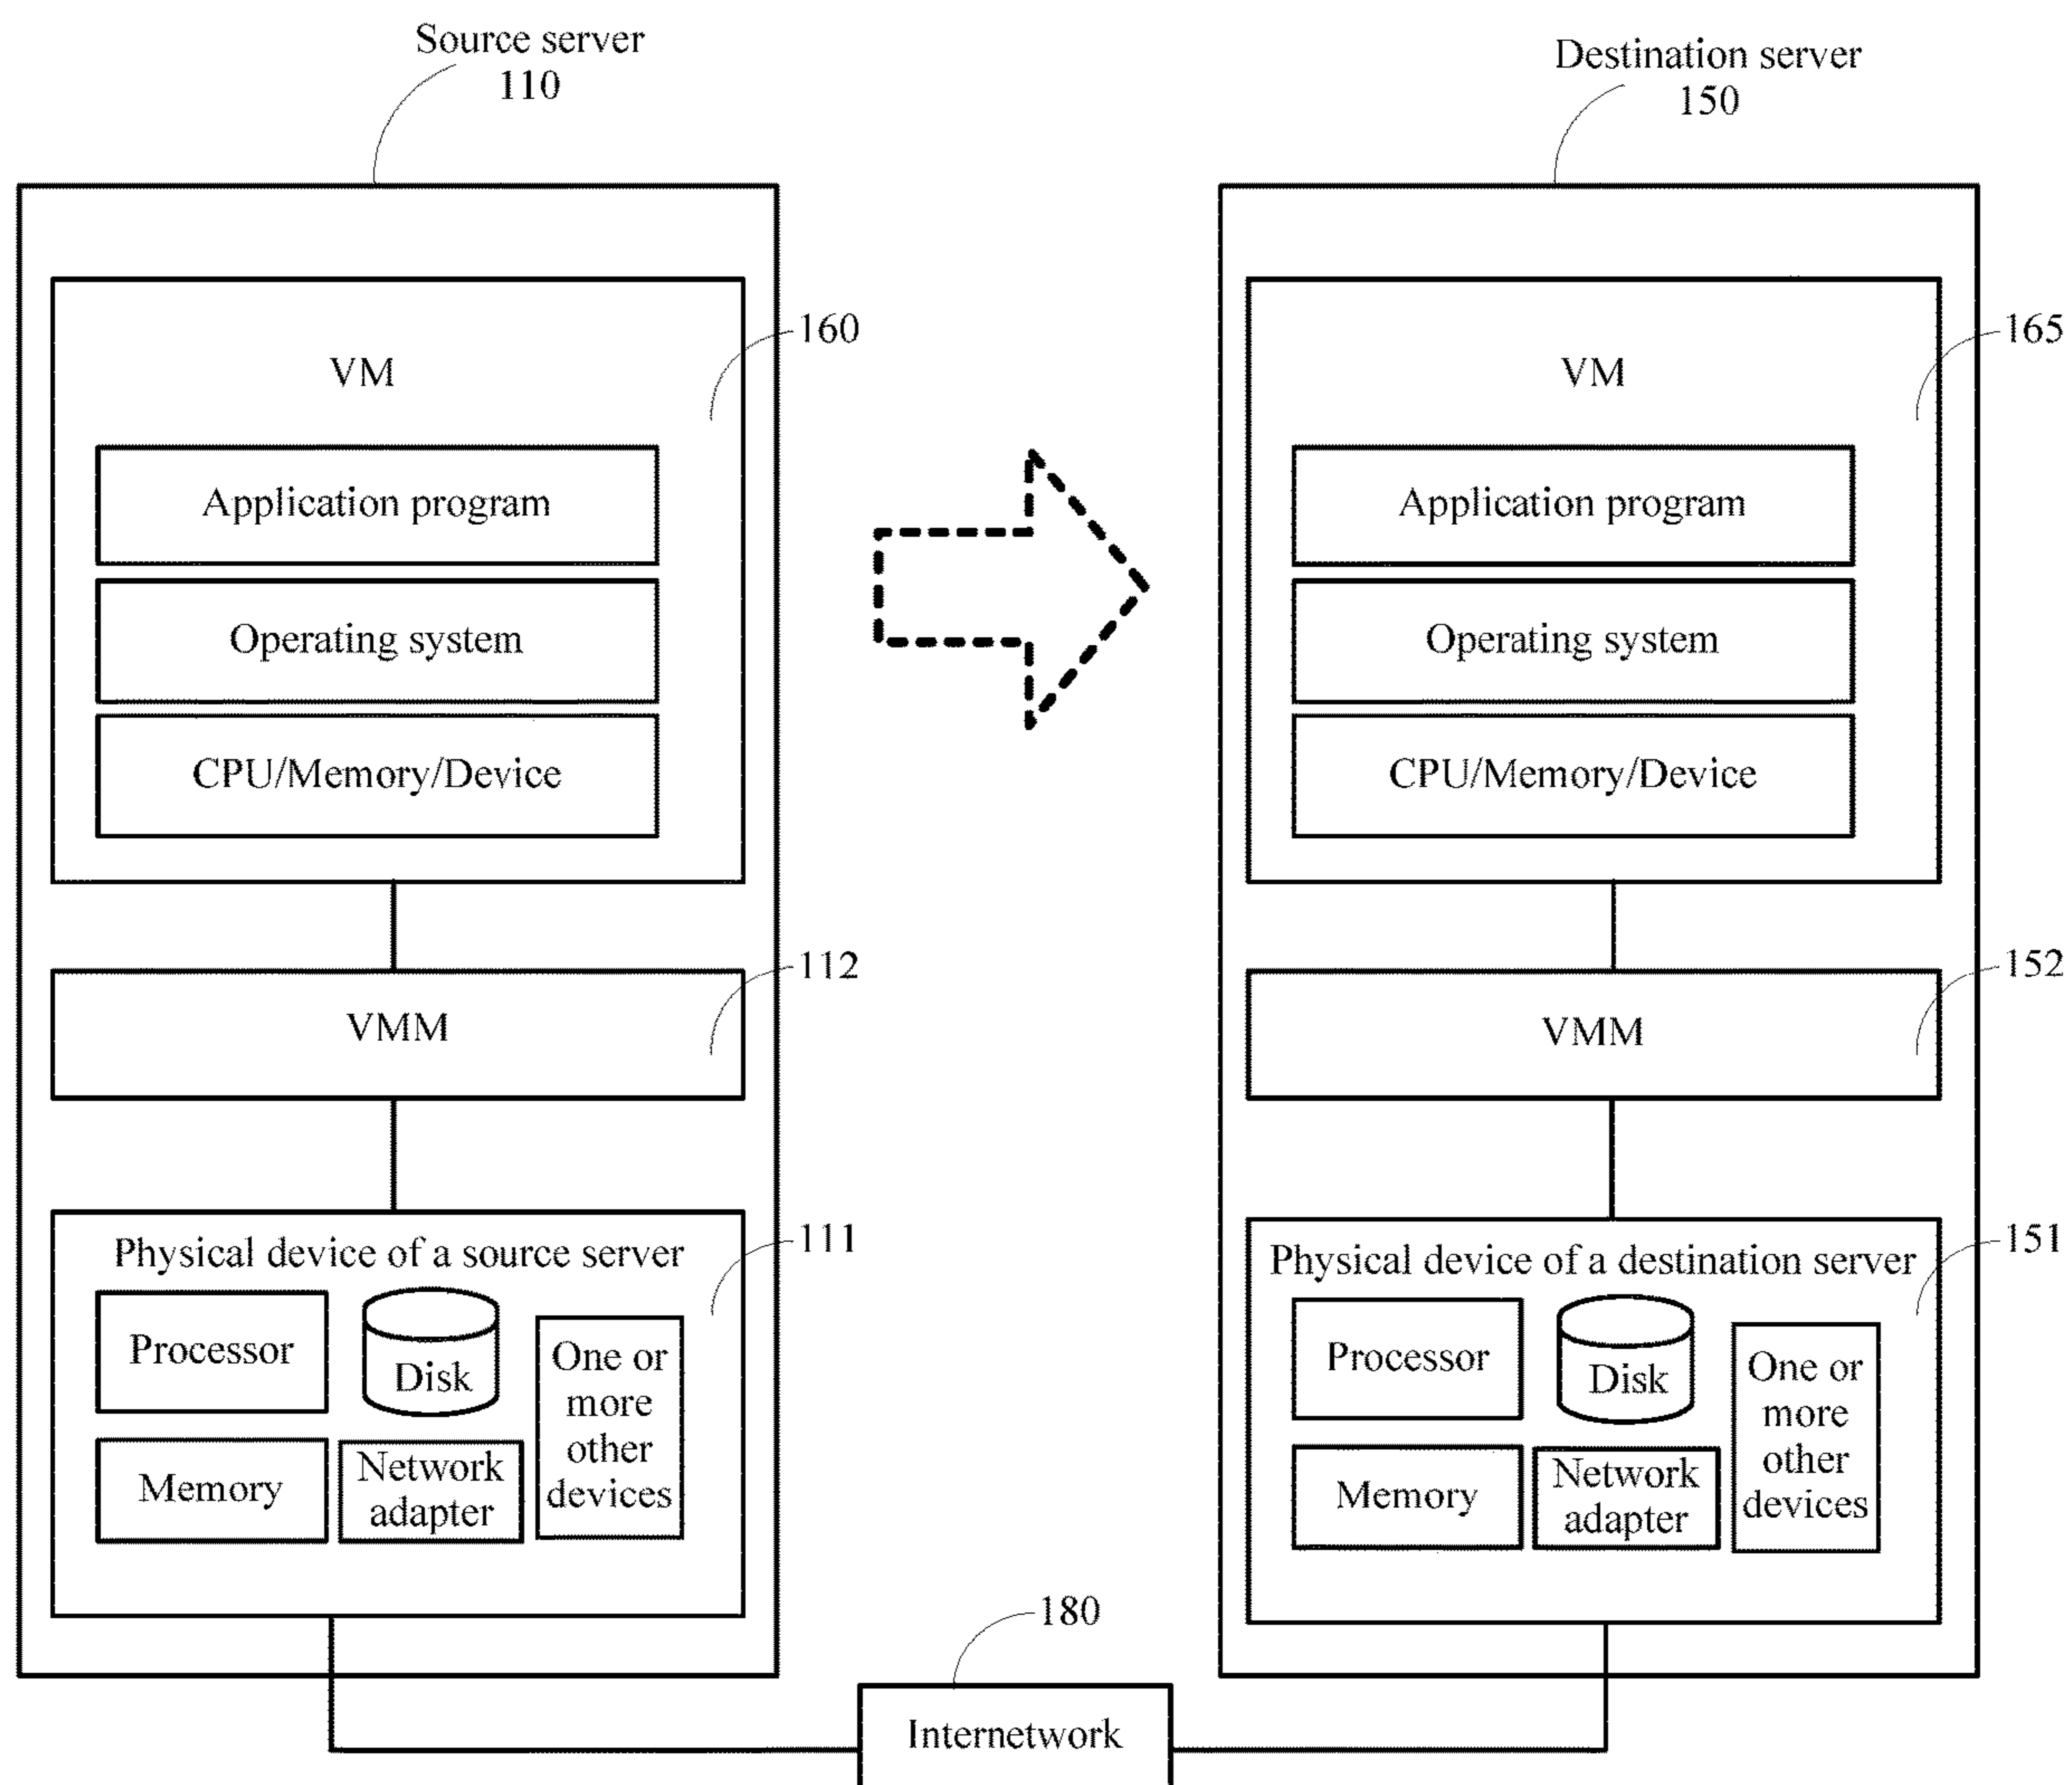 Source server
110
Destination server
150
160
VM
Application program
Operating system
CPU/Memory/Device
112
VMM
111
Physical device of a source server
Processor
Disk
One or
more
other
devices
Memory
Network
adapter
165
VM
Application program
Operating system
CPU/Memory/Device
152
VMM
151
Physical device of a destination server
Processor
Disk
One or
more
other
devices
Memory
Network
adapter
180
Internetwork